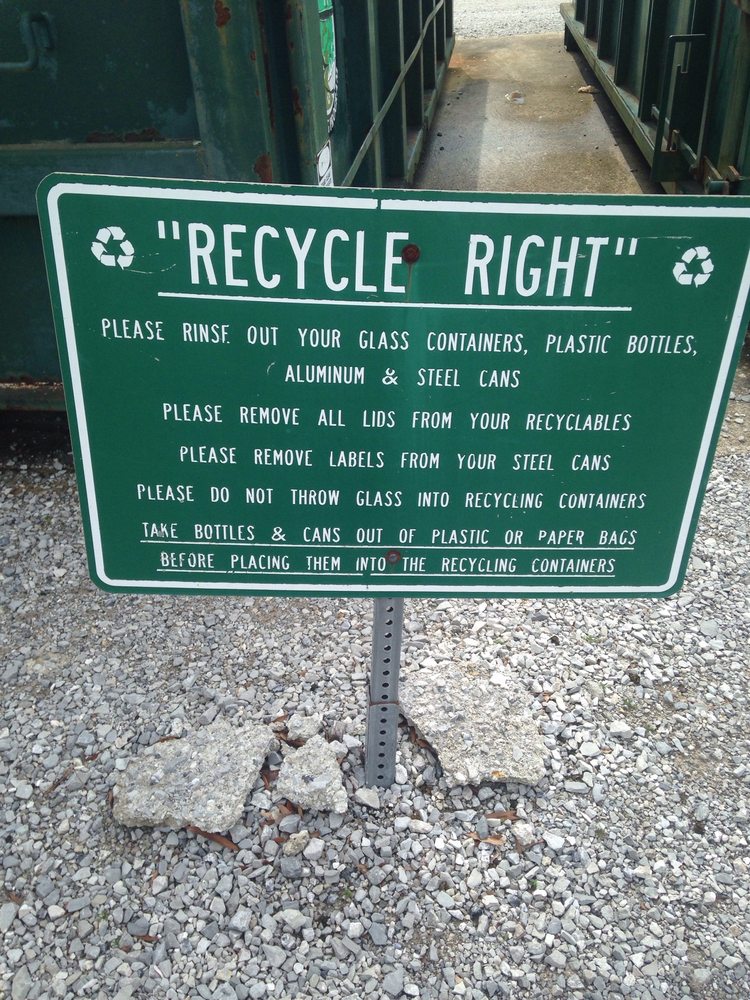 "RECYCLE RIGHT"
PLEASE RINSE OUT YOUR GLASS CONTAINERS, PLASTIC BOTTLES,
ALUMINUM & STEEL CANS
PLEASE REMOVE ALL LIDS FROM YOUR RECYCLABLES
PLEASE REMOVE LABELS FROM YOUR STEEL CANS
PLEASE DO NOT THROW GLASS INTO RECYCLING CONTAINERS
TAKE BOTTLES & CANS OUT OF PLASTIC OR PAPER BAGS
BEFORE PLACING THEM INTO THE RECYCLING CONTAINERS